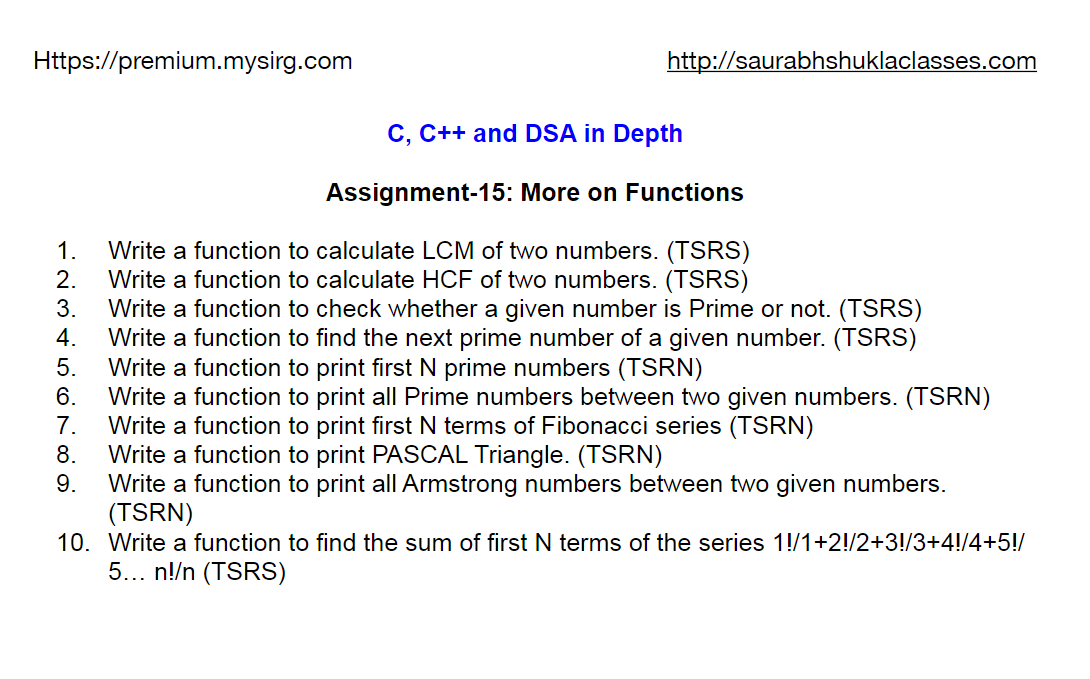 Https://premium.mysirg.com http://saurabhshuklaclasses.com
C, C++ and DSA in Depth
Assignment-15: More on Functions
1. Write a function to calculate LCM of two numbers. (TSRS)
2. Write a function to calculate HCF of two numbers. (TSRS)
3. Write a function to check whether a given number is Prime or not. (TSRS)
4. Write a function to find the next prime number of a given number. (TSRS)
5. Write a function to print first N prime numbers (TSRN)
6. Write a function to print all Prime numbers between two given numbers. (TSRN)
7. Write a function to print first N terms of Fibonacci series (TSRN)
8. Write a function to print PASCAL Triangle. (TSRN)
9. Write a function to print all Armstrong numbers between two given numbers.
(TSRN)
10. Write a function to find the sum of first N terms of the series 1!/1+2!/2+3!/3+4!/4+5!/
5… n!/n (TSRS)